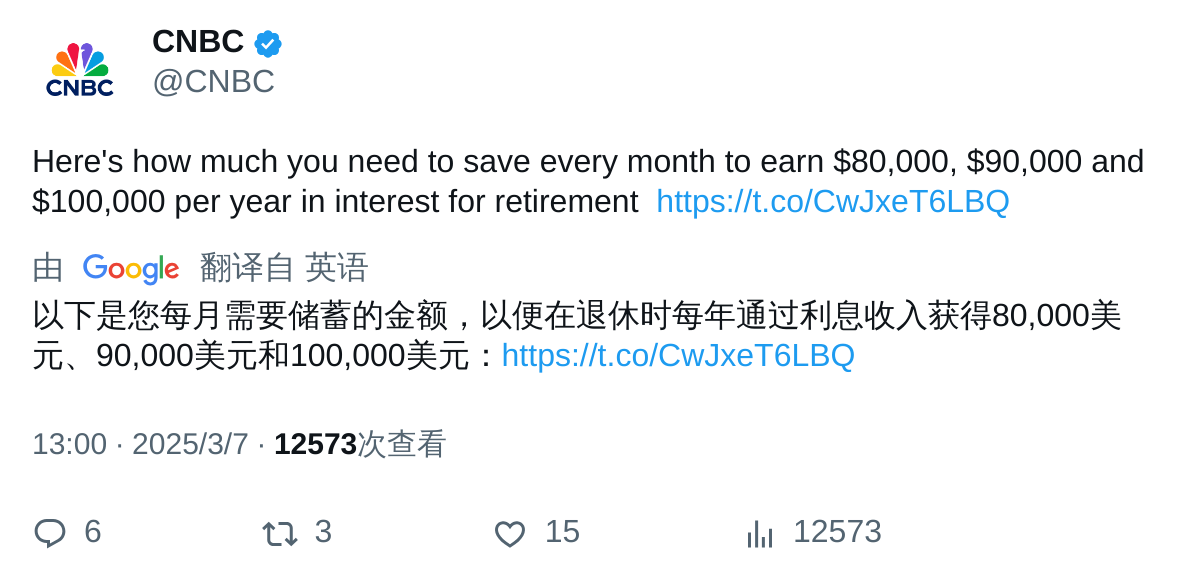 CNBC
@CNBC
CNBC
Here's how much you need to save every month to earn $80,000, $90,000 and
$100,000 per year in interest for retirement https://t.co/CwJxeT6LBQ
由 Google 翻译自 英语
以下是您每月需要储蓄的金额，以便在退休时每年通过利息收入获得80,000美
元、90,000美元和100,000美元：https://t.co/CwJxeT6LBQ
13:00 · 2025/3/7 · 12573次查看
6 3 15 12573